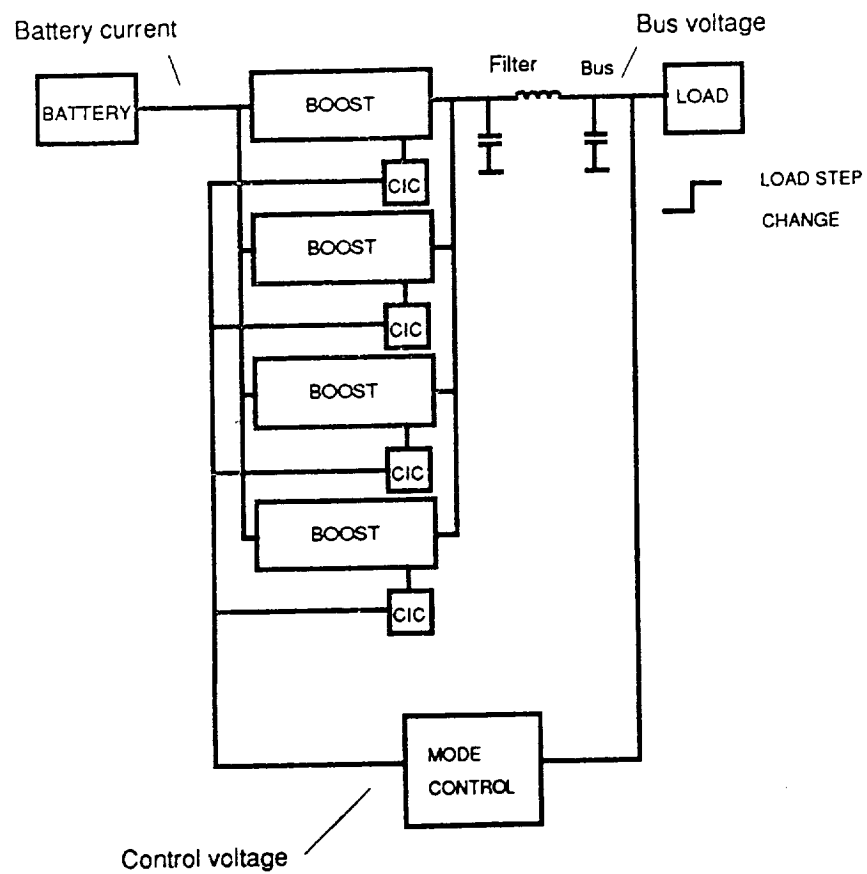 Battery current
Bus voltage
Filter
Bus
BATTERY
BOOST
LOAD
CIC
LOAD STEP
CHANGE
BOOST
CIC
BOOST
CIC
BOOST
CIC
MODE
CONTROL
Control voltage